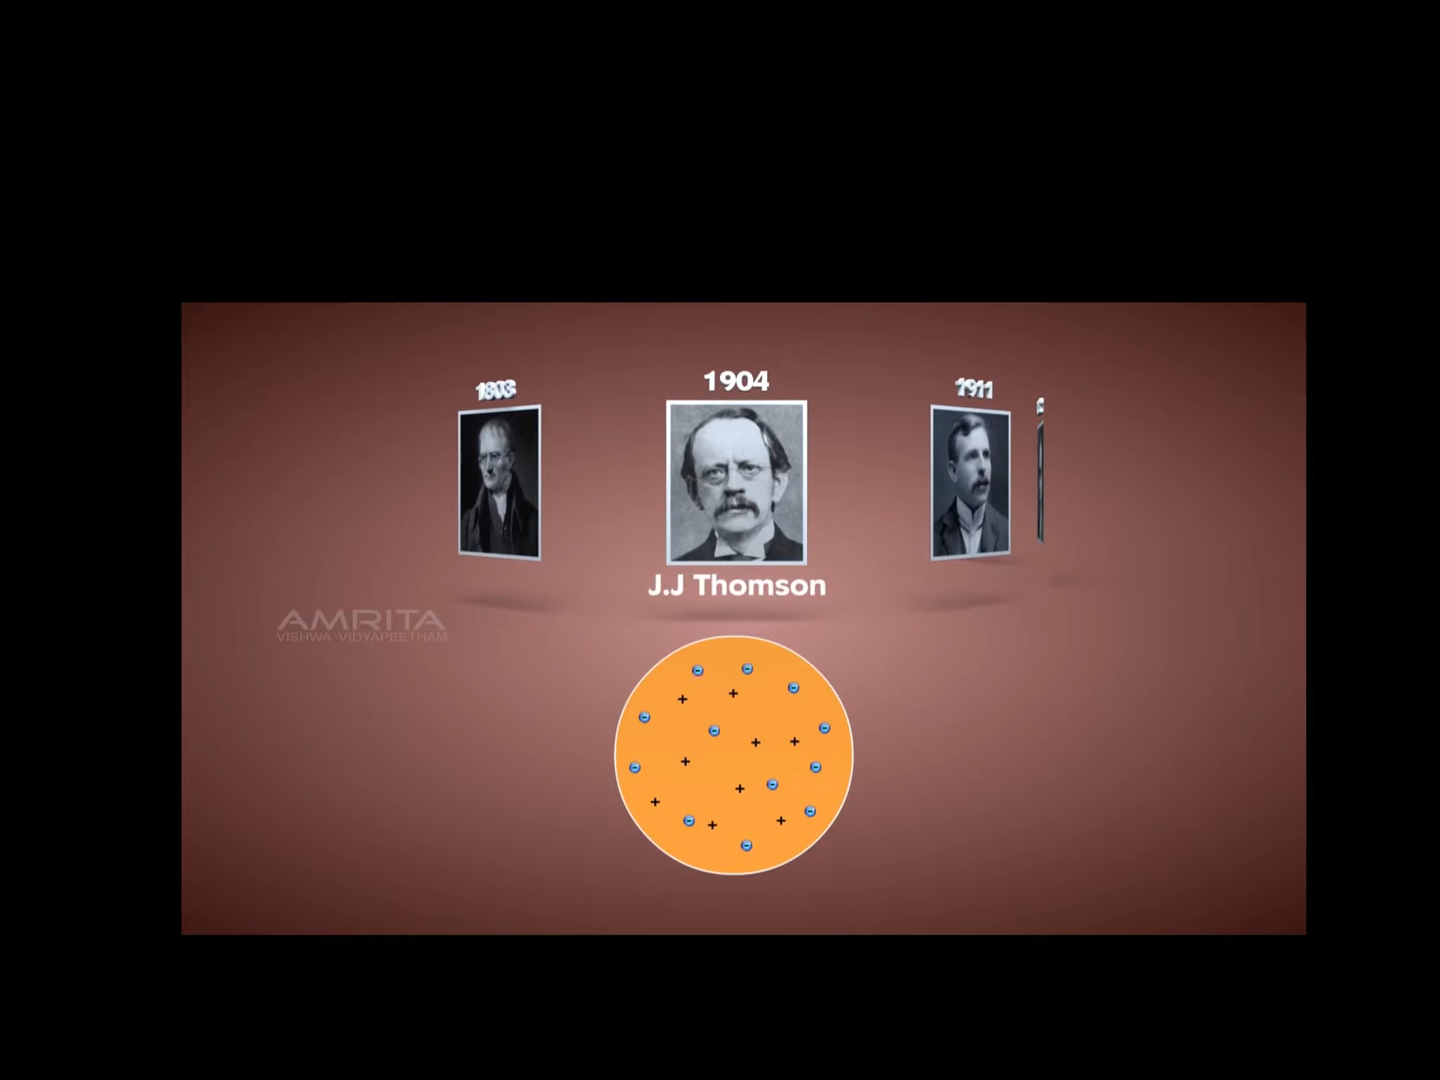 1803
1904
1911
J.J Thomson
AMRITA
VISHWA VIDYAPEETHAM